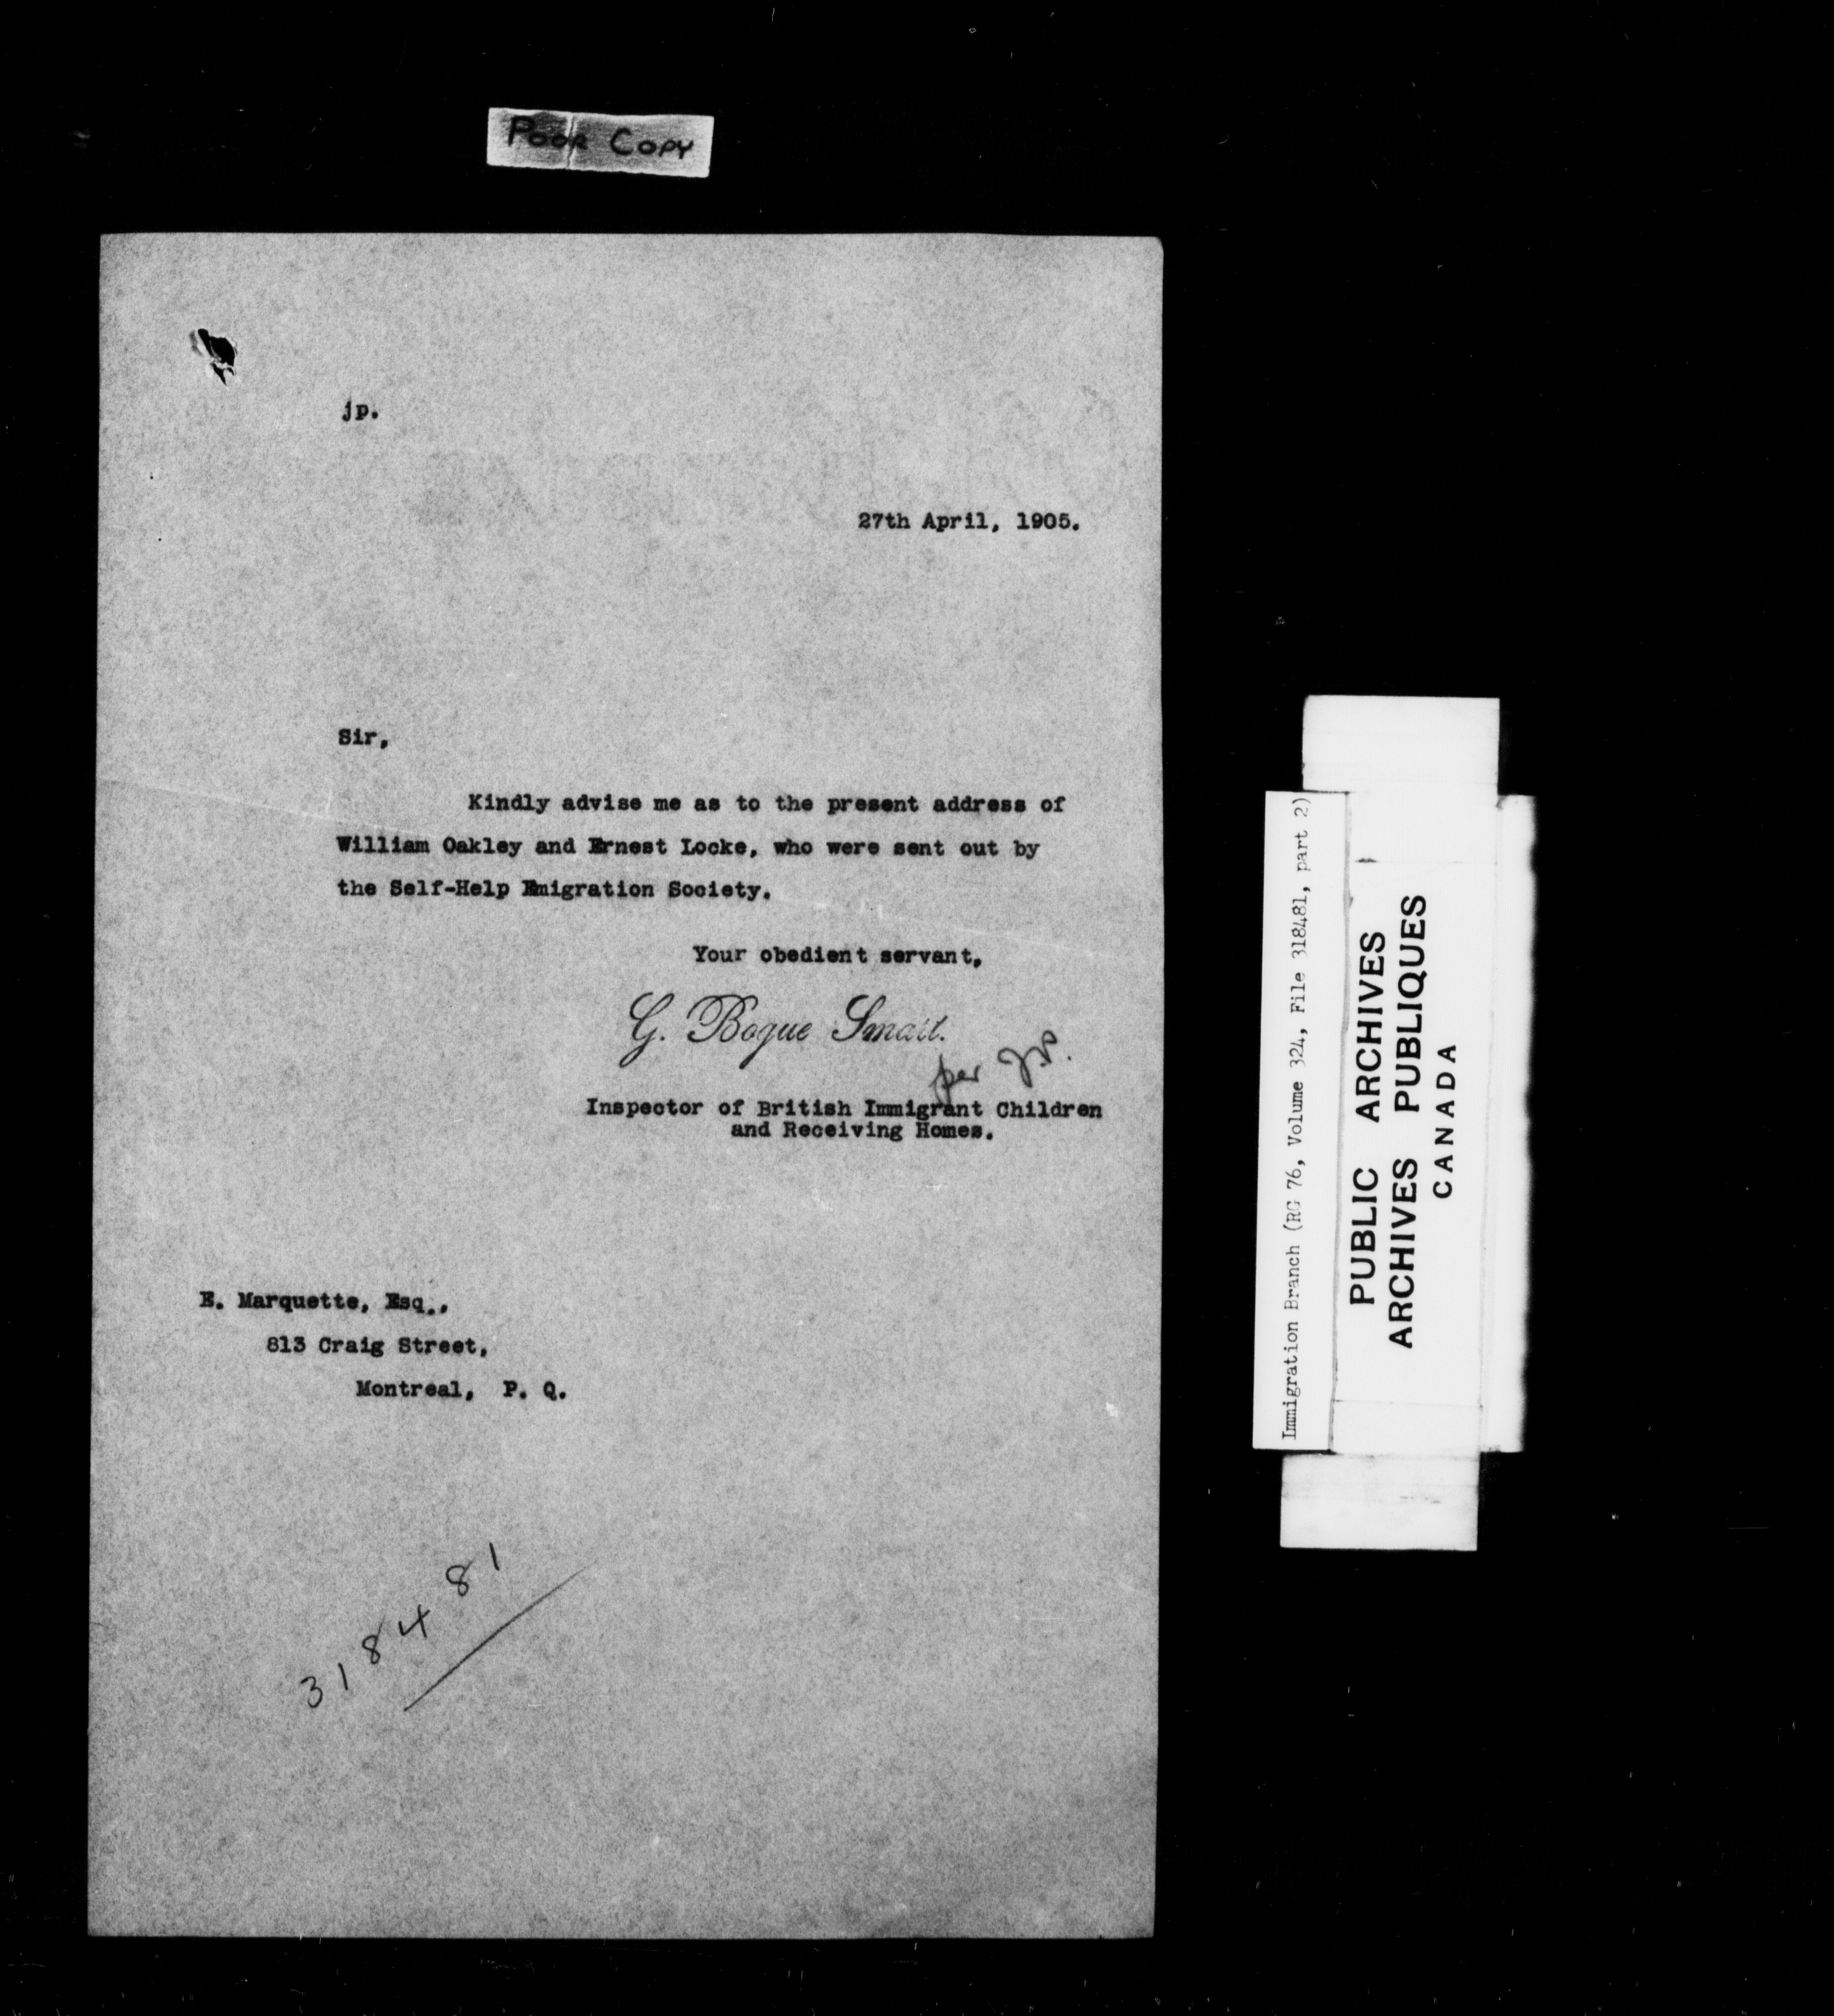 Poor Copy
jp.
27th April, 1905.
Sir,
Kindly advise me as to the present address of
William Oakley and Ernest Locke, who were sent out by
the Self-Help Emigration Society.
Your obedient servant,
G. Bogue Smart.
per JP.
Inspector of British Immigrant Children
and Receiving Homes.
E. Marquette, Esq.,
813 Craig Street,
Montreal, P. Q.
318481
Immigration Branch (RG 76, Volume 324, File 318481, part 2)
PUBLIC ARCHIVES
ARCHIVES PUBLIQUES
CANADA